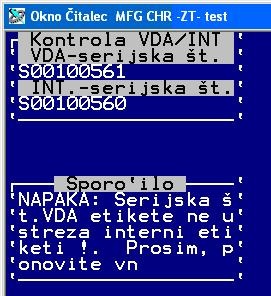 Okno Čitalec MFG CHR -ZT- test
Kontrola VDA/INT
VDA-serijska št.
S00100561
INT.-serijska št.
S00100560
Sporo'ilo
NAPAKA: Serijska š
t.VDA etikete ne u
streza interni eti
keti !. Prosim, p
onovite vn